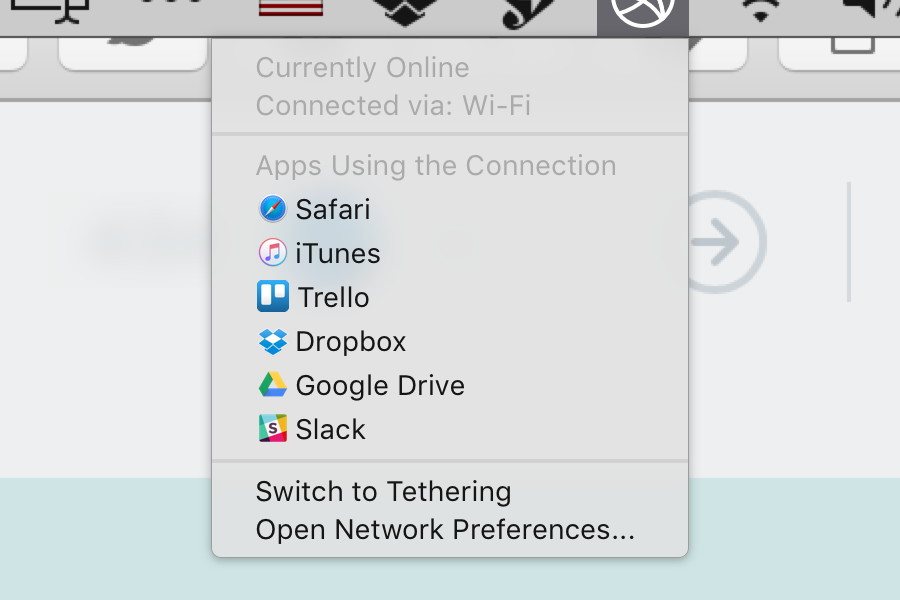 Currently Online
Connected via: Wi-Fi
Apps Using the Connection
Safari
iTunes
Trello
Dropbox
Google Drive
Slack
Switch to Tethering
Open Network Preferences...